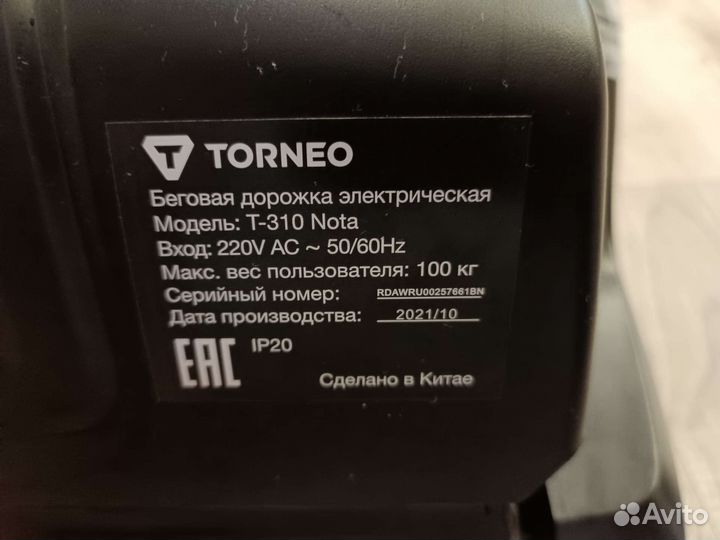 TORNEO
Беговая дорожка электрическая
Модель: T-310 Nota
Вход: 220V AC ~ 50/60Hz
Макс. вес пользователя: 100 кг
Серийный номер: RDAWRU00257661BN
Дата производства: 2021/10
EAC IP20
Сделано в Китае
Avito